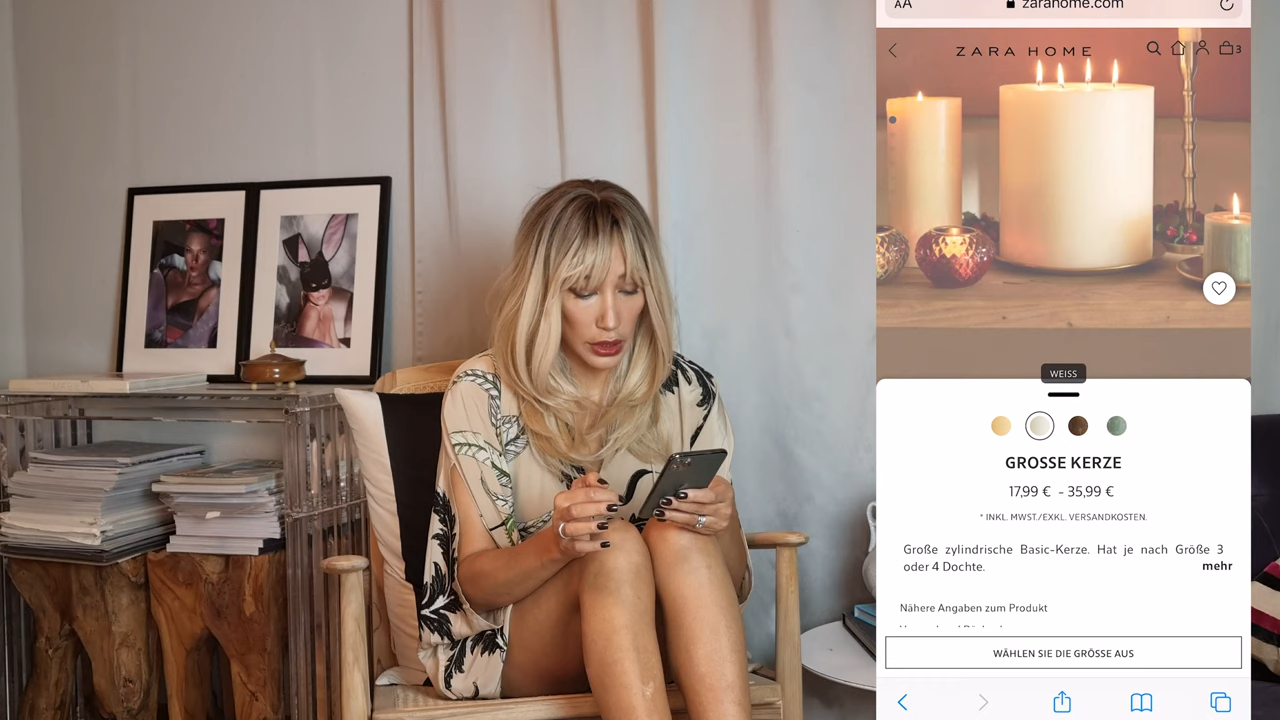 AA zarahome.com
ZARA HOME
3
WEISS
GROSSE KERZE
17,99 € - 35,99 €
* INKL. MWST./EXKL. VERSANDKOSTEN.
Große zylindrische Basic-Kerze. Hat je nach Größe 3
oder 4 Dochte.
mehr
Nähere Angaben zum Produkt
WÄHLEN SIE DIE GRÖSSE AUS